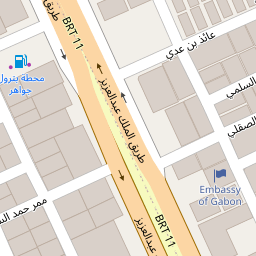 BRT 11
طريق
عائذ بن عدي
محطة بترول
جواهر
طريق الملك عبدالعزيز
السلمي
BRT 11
الصقلي
Embassy
of Gabon
ممر حمد
عبدالعزيز
BRT 11